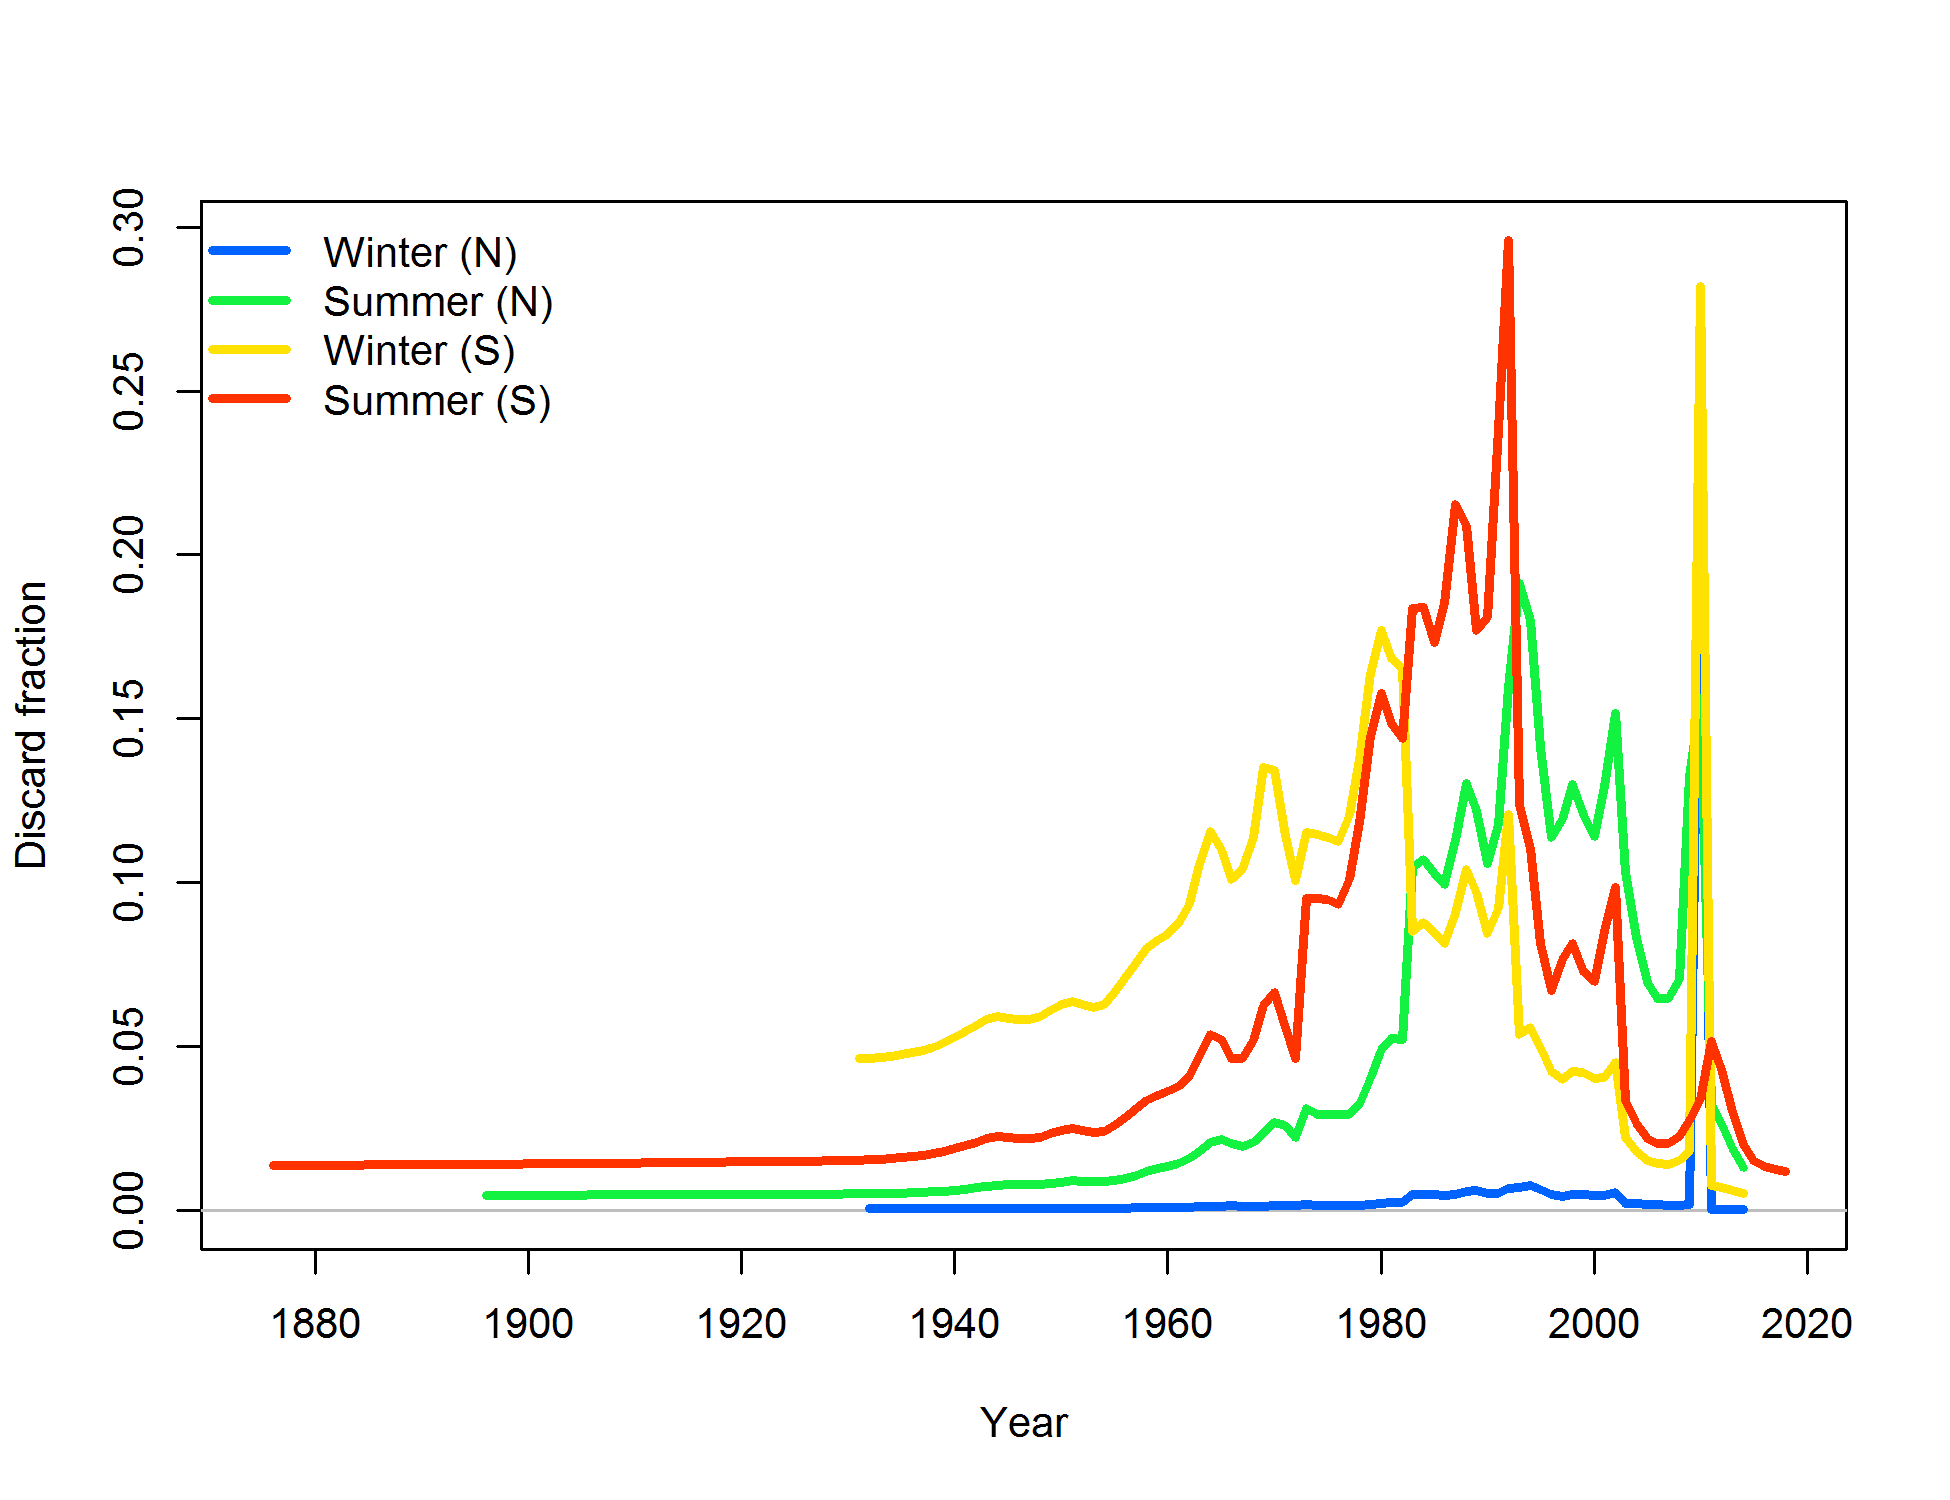 Winter (N)
Summer (N)
Winter (S)
Summer (S)
0.30
0.25
0.20
0.15
0.10
0.05
0.00
Discard fraction
1880 1900 1920 1940 1960 1980 2000 2020
Year